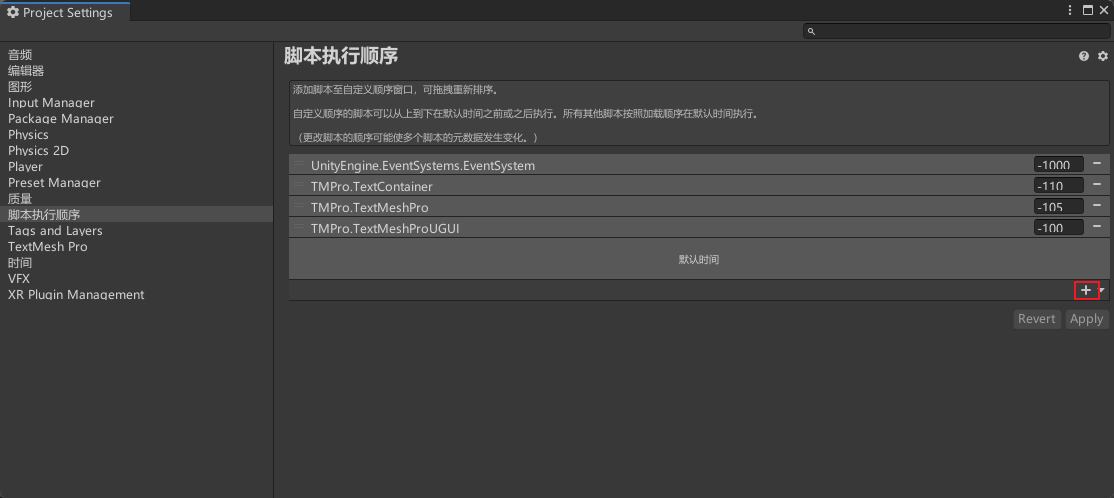 Project Settings
音频
编辑器
图形
Input Manager
Package Manager
Physics
Physics 2D
Player
Preset Manager
质量
脚本执行顺序
Tags and Layers
TextMesh Pro
时间
VFX
XR Plugin Management
脚本执行顺序
添加脚本至自定义顺序窗口，可拖拽重新排序。
自定义顺序的脚本可以从上到下在默认时间之前或之后执行。所有其他脚本按照加载顺序在默认时间执行。
（更改脚本的顺序可能使多个脚本的元数据发生变化。）
UnityEngine.EventSystems.EventSystem -1000
TMPro.TextContainer -110
TMPro.TextMeshPro -105
TMPro.TextMeshProUGUI -100
默认时间
Revert Apply